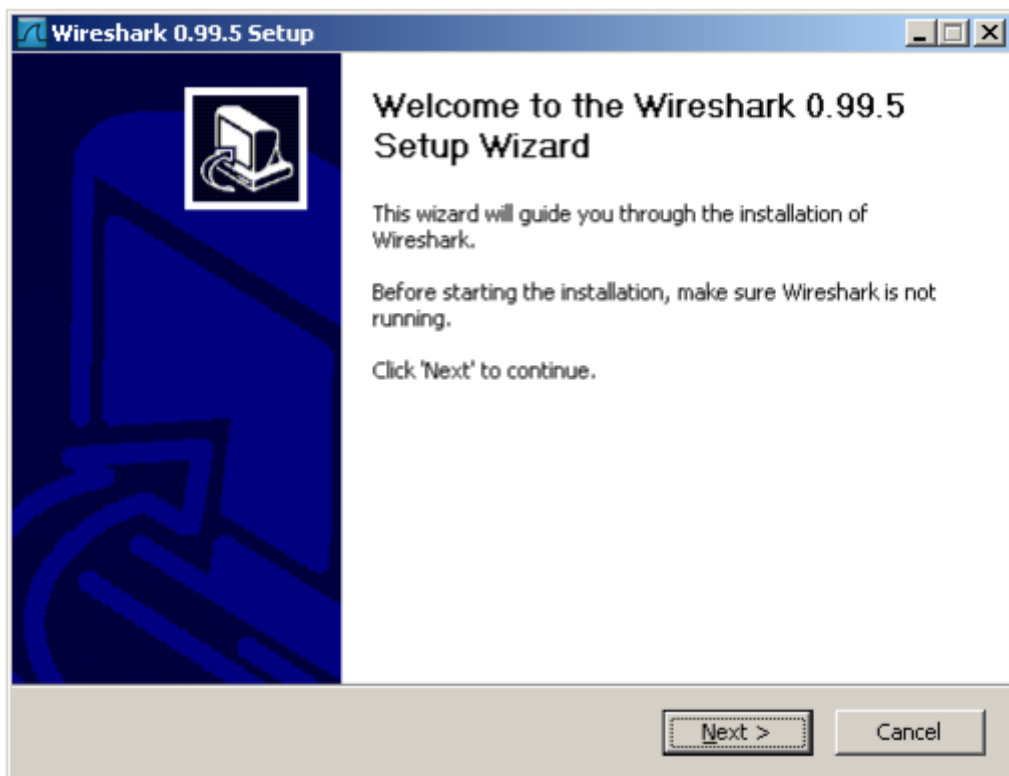 Wireshark 0.99.5 Setup
Welcome to the Wireshark 0.99.5
Setup Wizard
This wizard will guide you through the installation of
Wireshark.
Before starting the installation, make sure Wireshark is not
running.
Click 'Next' to continue.
Next >
Cancel